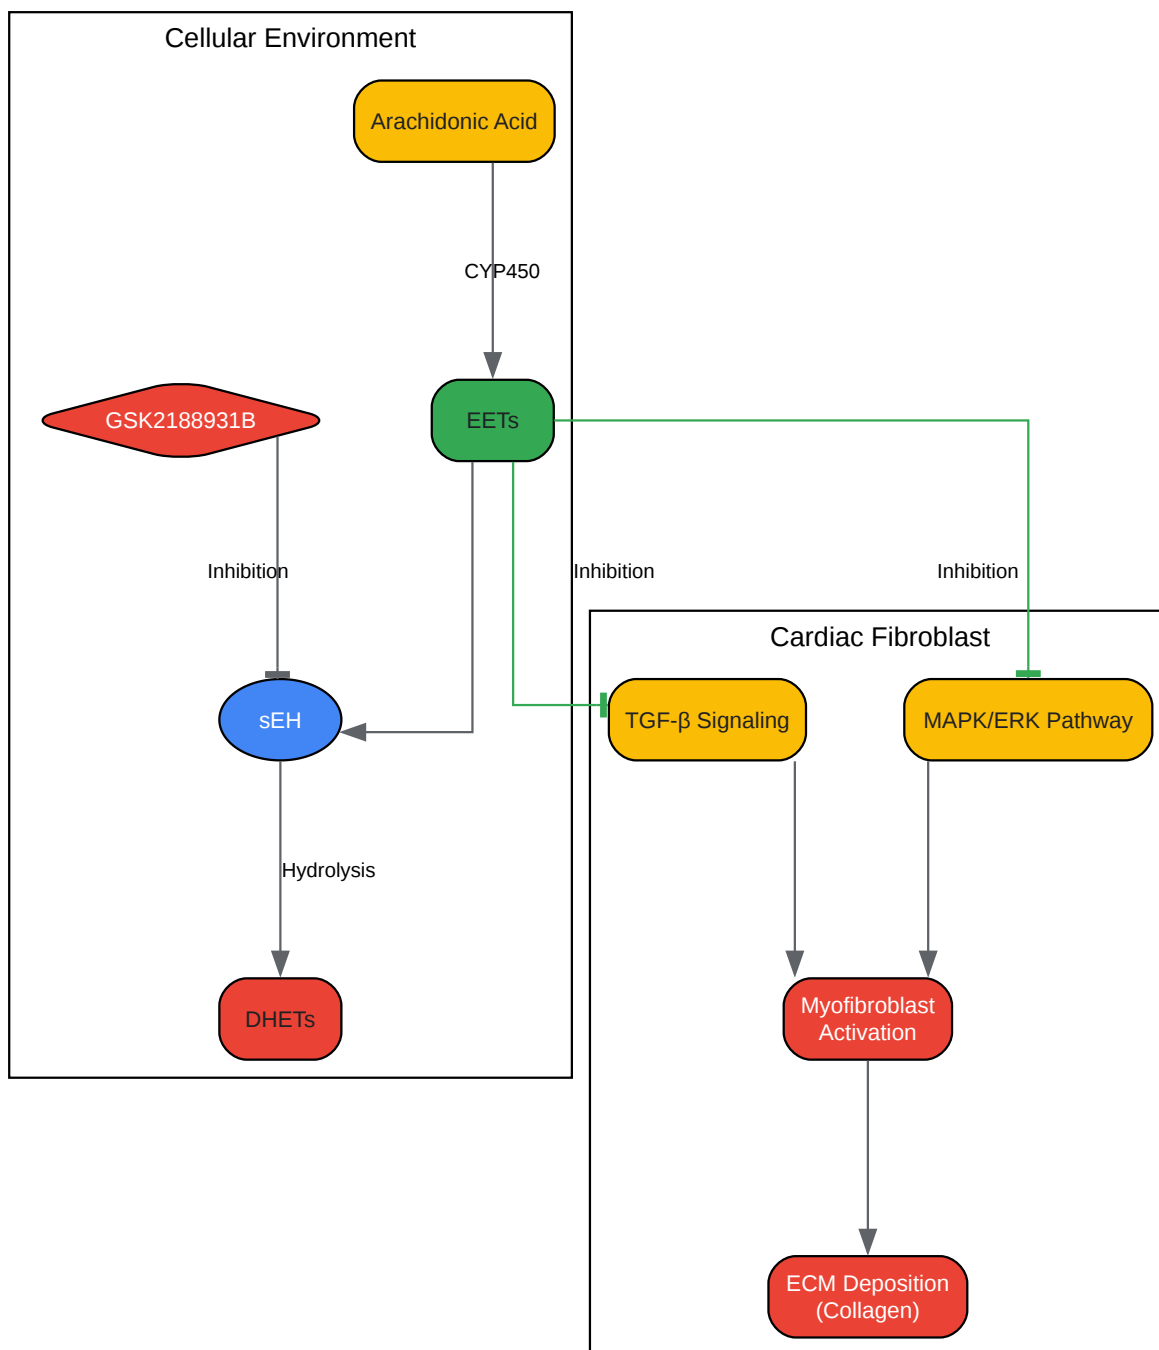 Cellular Environment
Arachidonic Acid
CYP450
GSK2188931B
EETs
Inhibition
Inhibition
Inhibition
Cardiac Fibroblast
sEH
TGF-β Signaling
MAPK/ERK Pathway
Hydrolysis
DHETs
Myofibroblast
Activation
ECM Deposition
(Collagen)